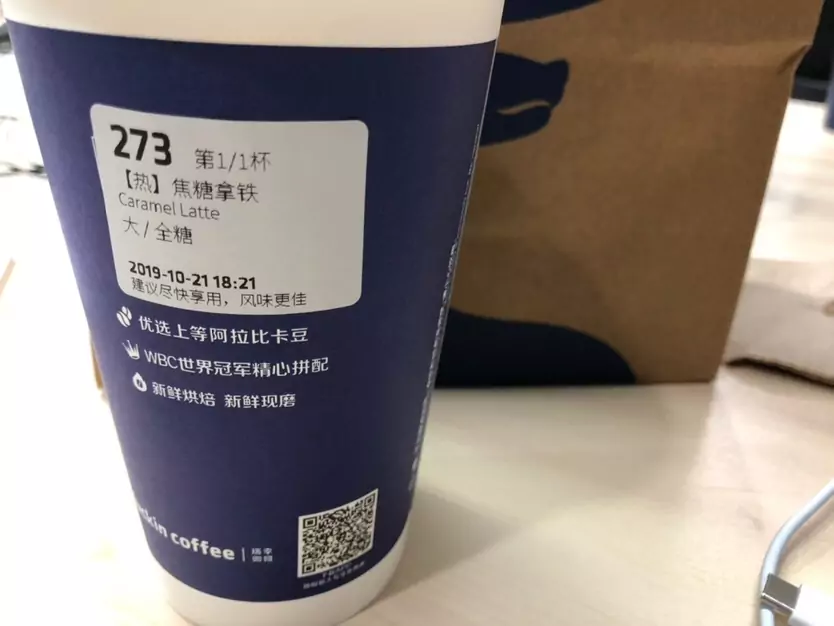 273 第1/1杯
【热】焦糖拿铁
Caramel Latte
大/全糖
2019-10-21 18:21
建议尽快享用，风味更佳
优选上等阿拉比卡豆
WBC世界冠军精心拼配
新鲜烘焙 新鲜现磨
ckin coffee